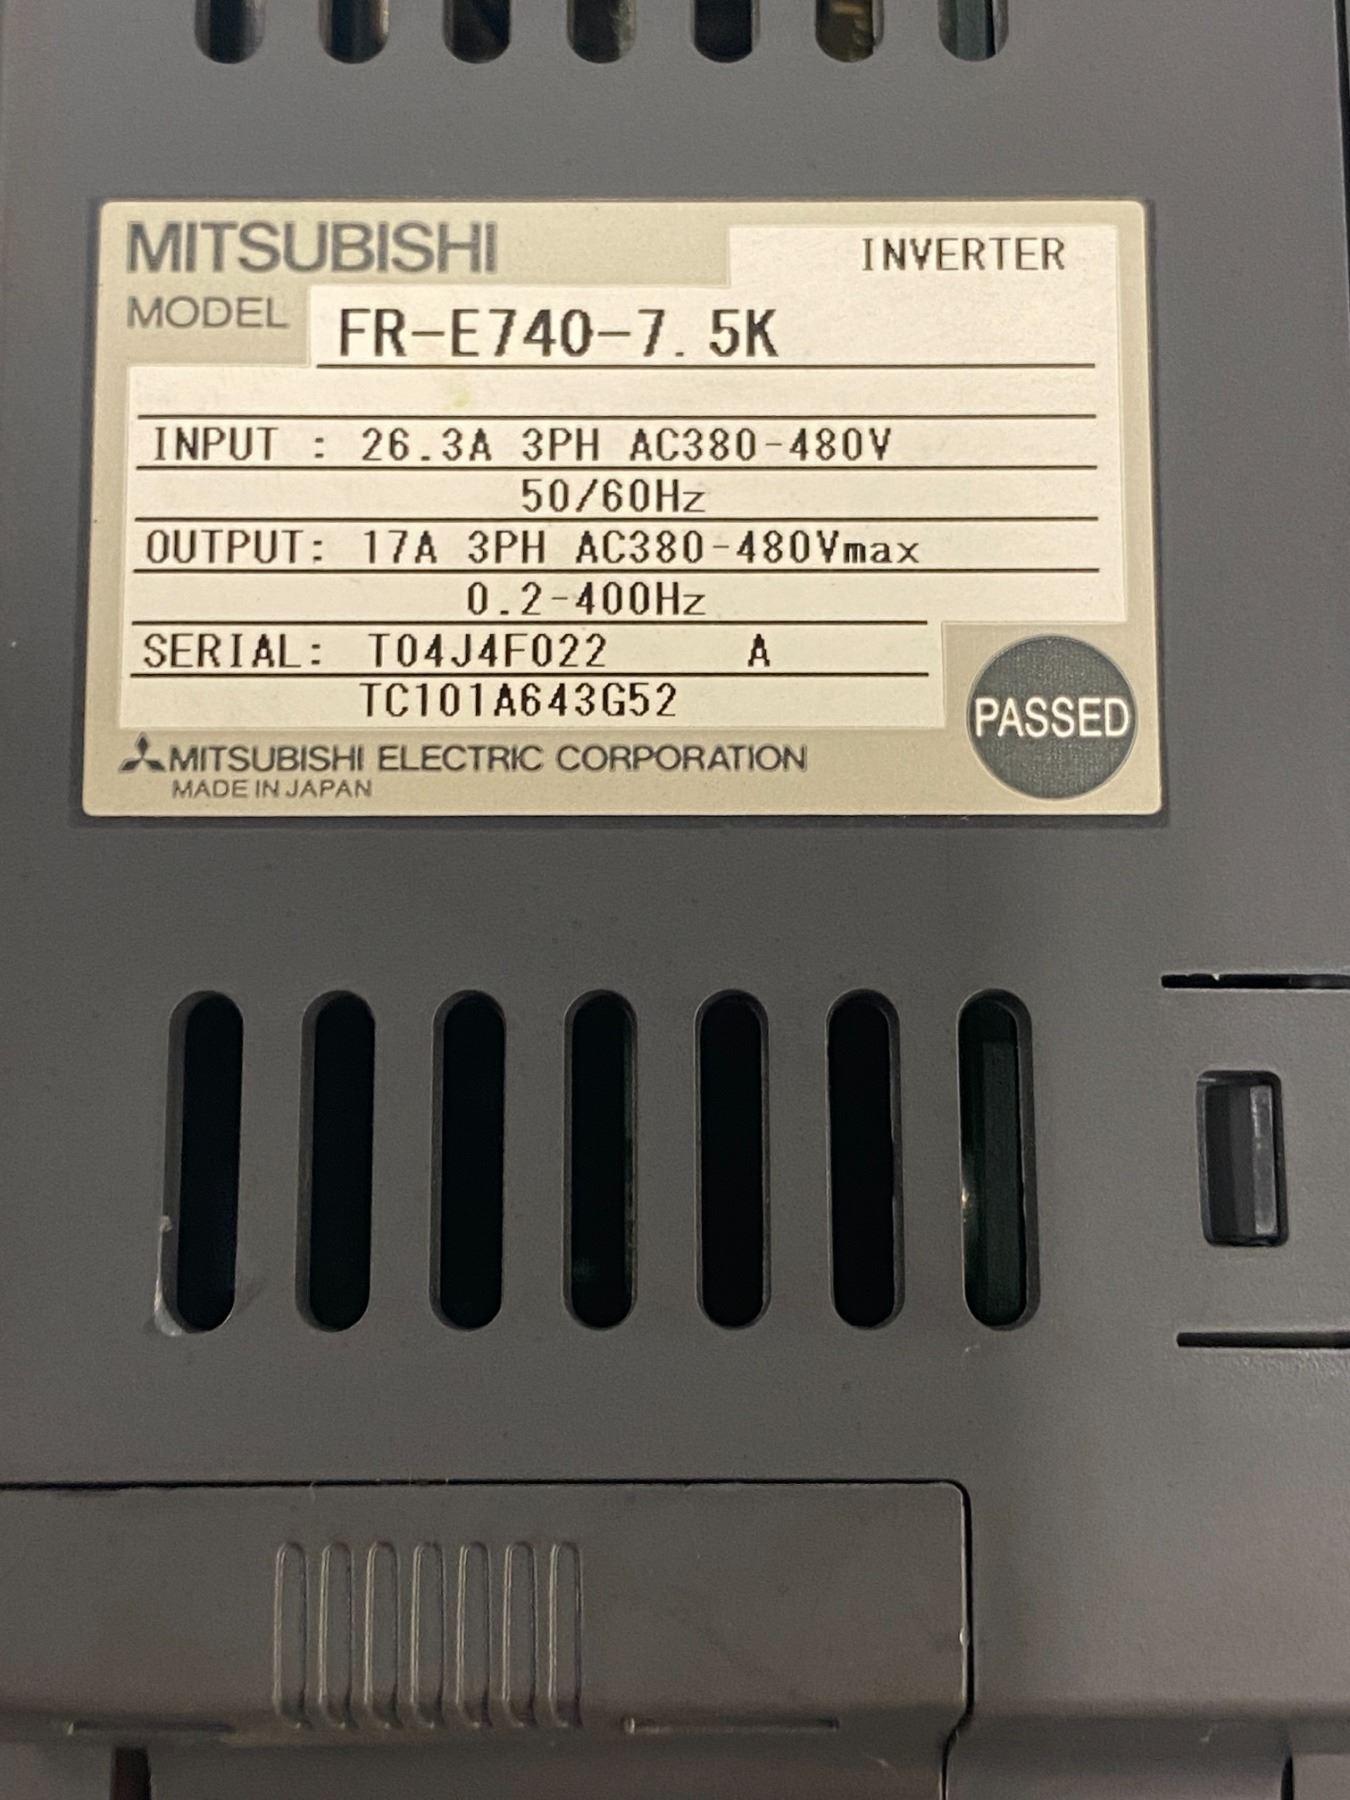 MITSUBISHI INVERTER
MODEL FR-E740-7.5K
INPUT : 26.3A 3PH AC380-480V
50/60Hz
OUTPUT: 17A 3PH AC380-480Vmax
0.2-400Hz
SERIAL: T04J4F022 A
TC101A643G52
PASSED
MITSUBISHI ELECTRIC CORPORATION
MADE IN JAPAN